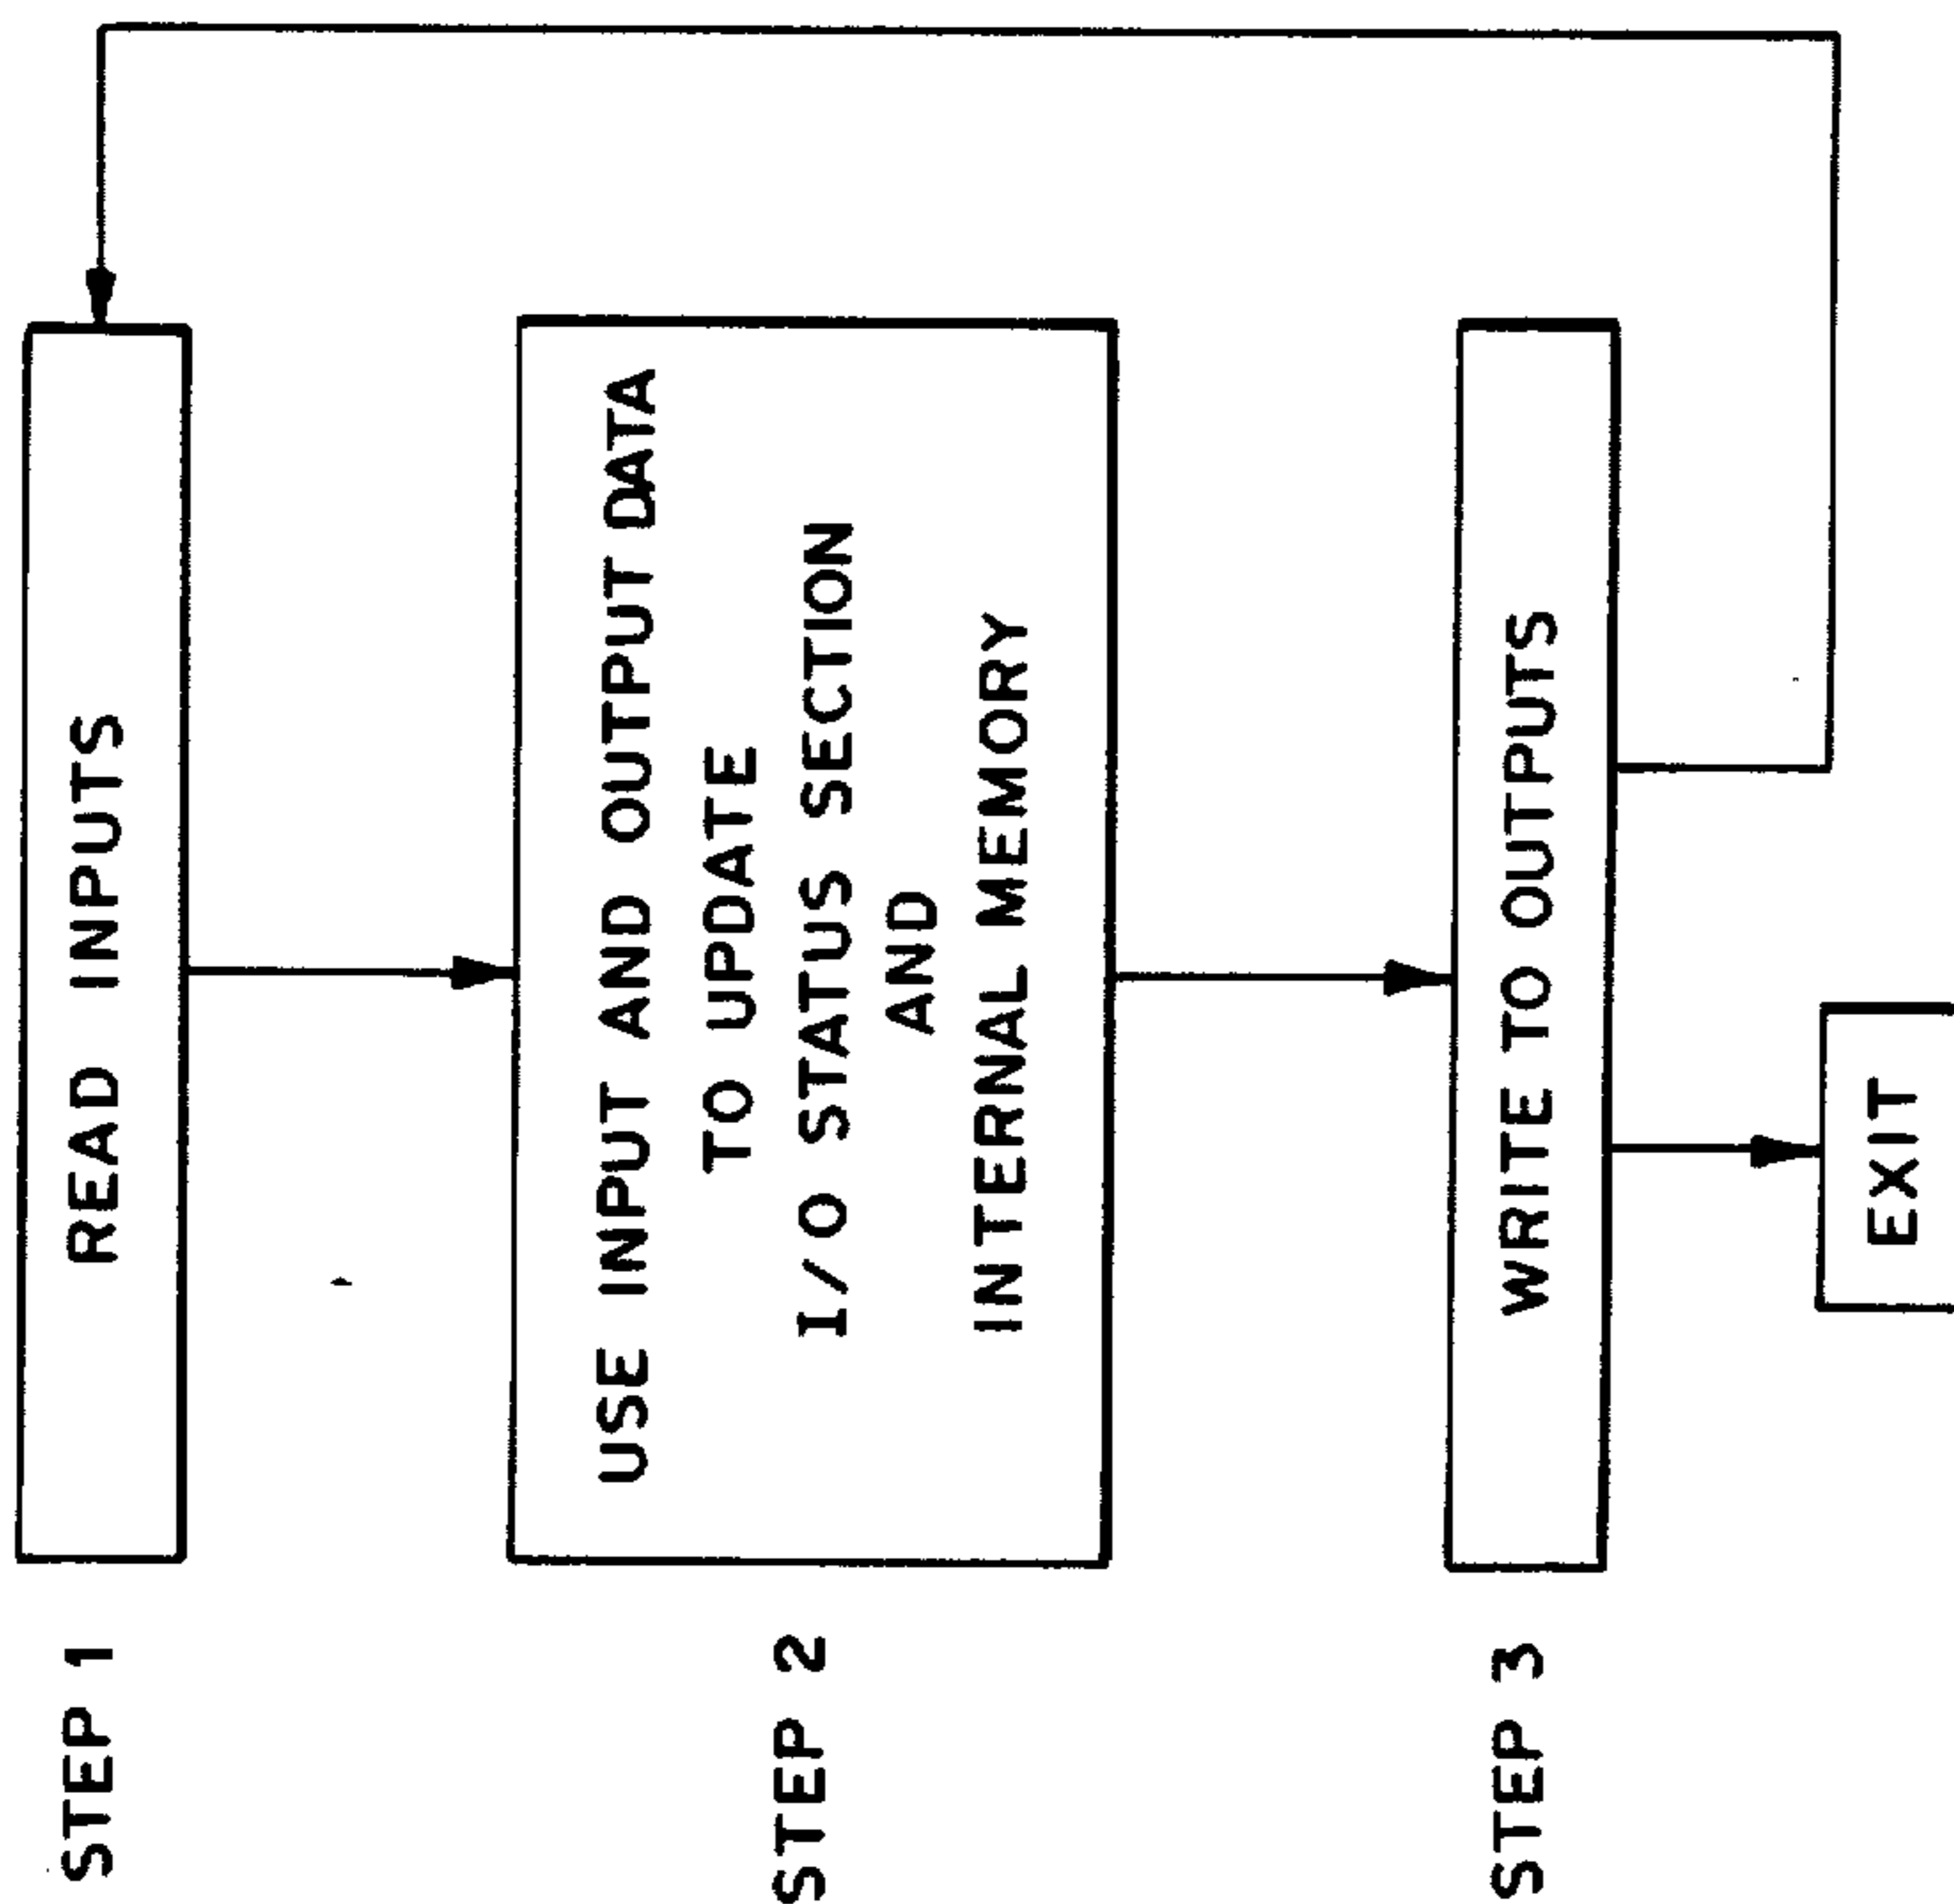 STEP 1
READ INPUTS
STEP 2
USE INPUT AND OUTPUT DATA
TO UPDATE
I/O STATUS SECTION
AND
INTERNAL MEMORY
STEP 3
WRITE TO OUTPUTS
EXIT